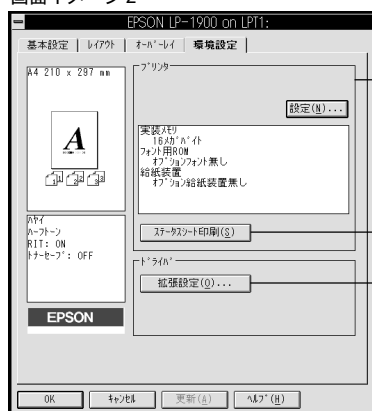 画面イメージ 2
EPSON LP-1900 on LPT1:
基本設定 ﾚｲｱｳﾄ ｵｰﾊﾞｰﾚｲ 環境設定
A4 210 x 297 mm
A
1 1 2 2 3 3
ﾊﾔｲ
ﾊｰﾌﾄｰﾝ
RIT: ON
ﾄﾅｰｾｰﾌﾞ: OFF
EPSON
ﾌﾟﾘﾝﾀ
設定(N)...
実装ﾒﾓﾘ
16ﾒｶﾞﾊﾞｲﾄ
ﾌｫﾝﾄ用ROM
ｵﾌﾟｼｮﾝﾌｫﾝﾄ無し
給紙装置
ｵﾌﾟｼｮﾝ給紙装置無し
ｽﾃｰﾀｽｼｰﾄ印刷(S)
ﾄﾞﾗｲﾊﾞ
拡張設定(O)...
OK ｷｬﾝｾﾙ 更新(A) ﾍﾙﾌﾟ(H)